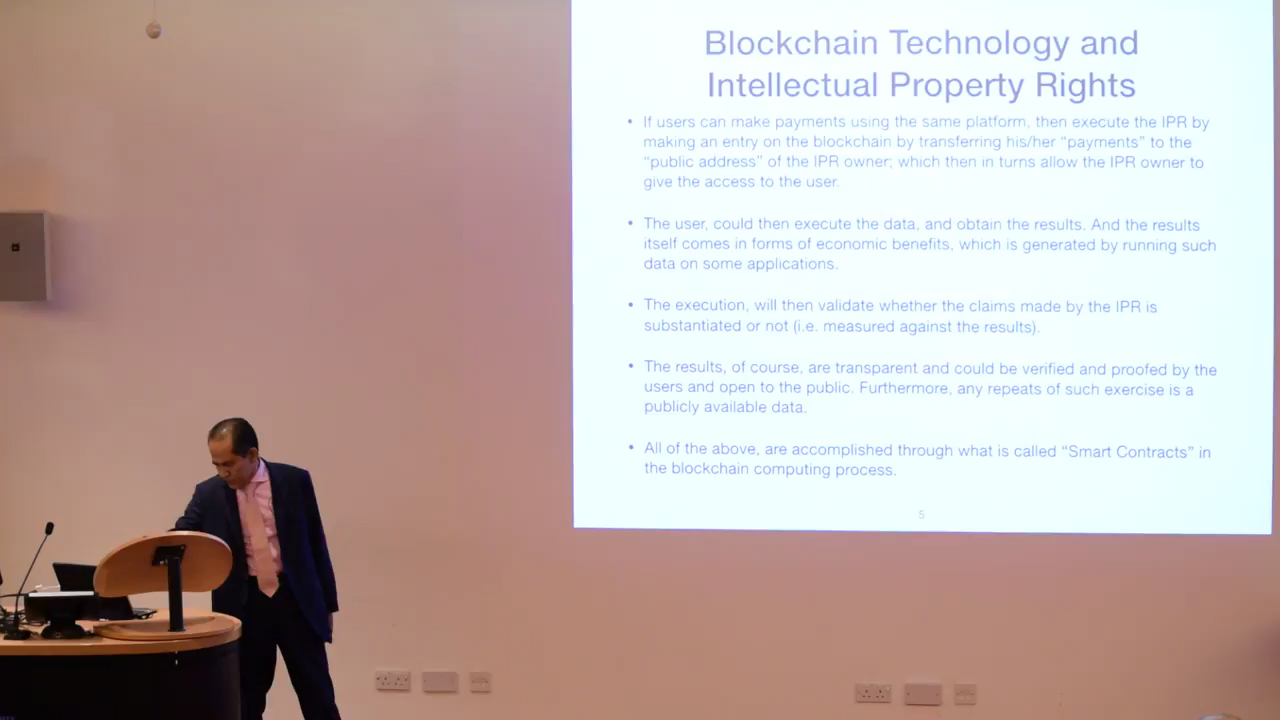 Blockchain Technology and
Intellectual Property Rights
• If users can make payments using the same platform, then execute the IPR by
making an entry on the blockchain by transferring his/her “payments” to the
“public address” of the IPR owner; which then in turns allow the IPR owner to
give the access to the user.
• The user, could then execute the data, and obtain the results. And the results
itself comes in forms of economic benefits, which is generated by running such
data on some applications.
• The execution, will then validate whether the claims made by the IPR is
substantiated or not (i.e. measured against the results).
• The results, of course, are transparent and could be verified and proofed by the
users and open to the public. Furthermore, any repeats of such exercise is a
publicly available data.
• All of the above, are accomplished through what is called “Smart Contracts” in
the blockchain computing process.
5